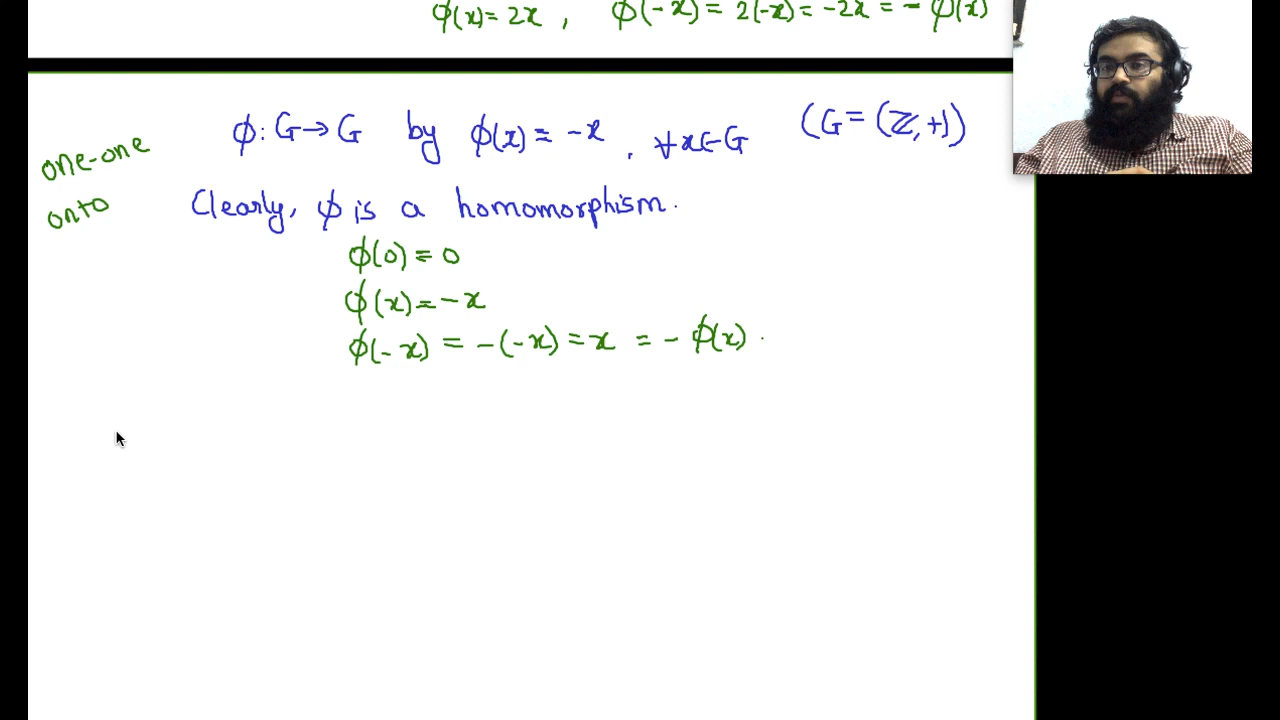 φ(x) = 2x , φ(-x) = 2(-x) = -2x = - φ(x)
φ: G → G by φ(x) = -x , ∀ x ∈ G (G = (ℤ, +))
one-one
onto
Clearly, φ is a homomorphism.
φ(0) = 0
φ(x) = -x
φ(-x) = -(-x) = x = - φ(x) .